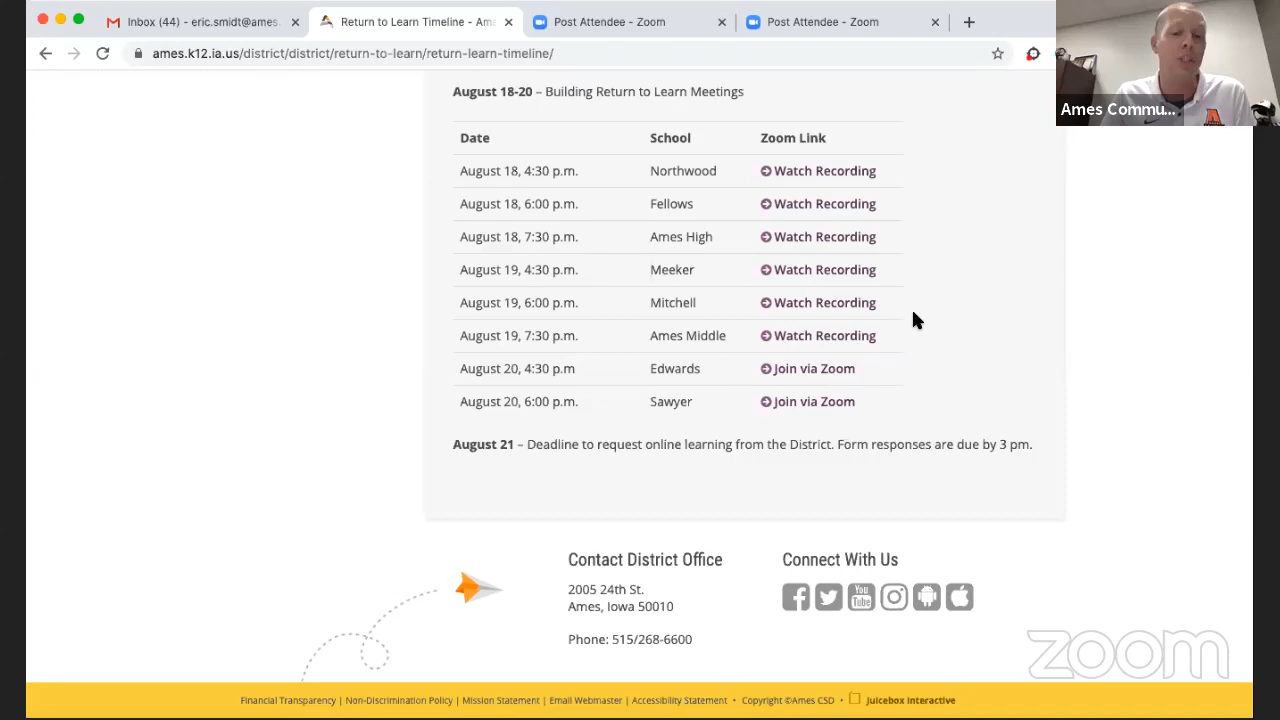 Inbox (44) - eric.smidt@ames.
Return to Learn Timeline - Ame
Post Attendee - Zoom
Post Attendee - Zoom
ames.k12.ia.us/district/district/return-to-learn/return-learn-timeline/
Ames Commu...
August 18-20 – Building Return to Learn Meetings
Date School Zoom Link
August 18, 4:30 p.m. Northwood Watch Recording
August 18, 6:00 p.m. Fellows Watch Recording
August 18, 7:30 p.m. Ames High Watch Recording
August 19, 4:30 p.m. Meeker Watch Recording
August 19, 6:00 p.m. Mitchell Watch Recording
August 19, 7:30 p.m. Ames Middle Watch Recording
August 20, 4:30 p.m Edwards Join via Zoom
August 20, 6:00 p.m. Sawyer Join via Zoom
August 21 – Deadline to request online learning from the District. Form responses are due by 3 pm.
Contact District Office
2005 24th St.
Ames, Iowa 50010
Phone: 515/268-6600
Connect With Us
You Tube
zoom
Financial Transparency | Non-Discrimination Policy | Mission Statement | Email Webmaster | Accessibility Statement • Copyright ©Ames CSD • Juicebox Interactive